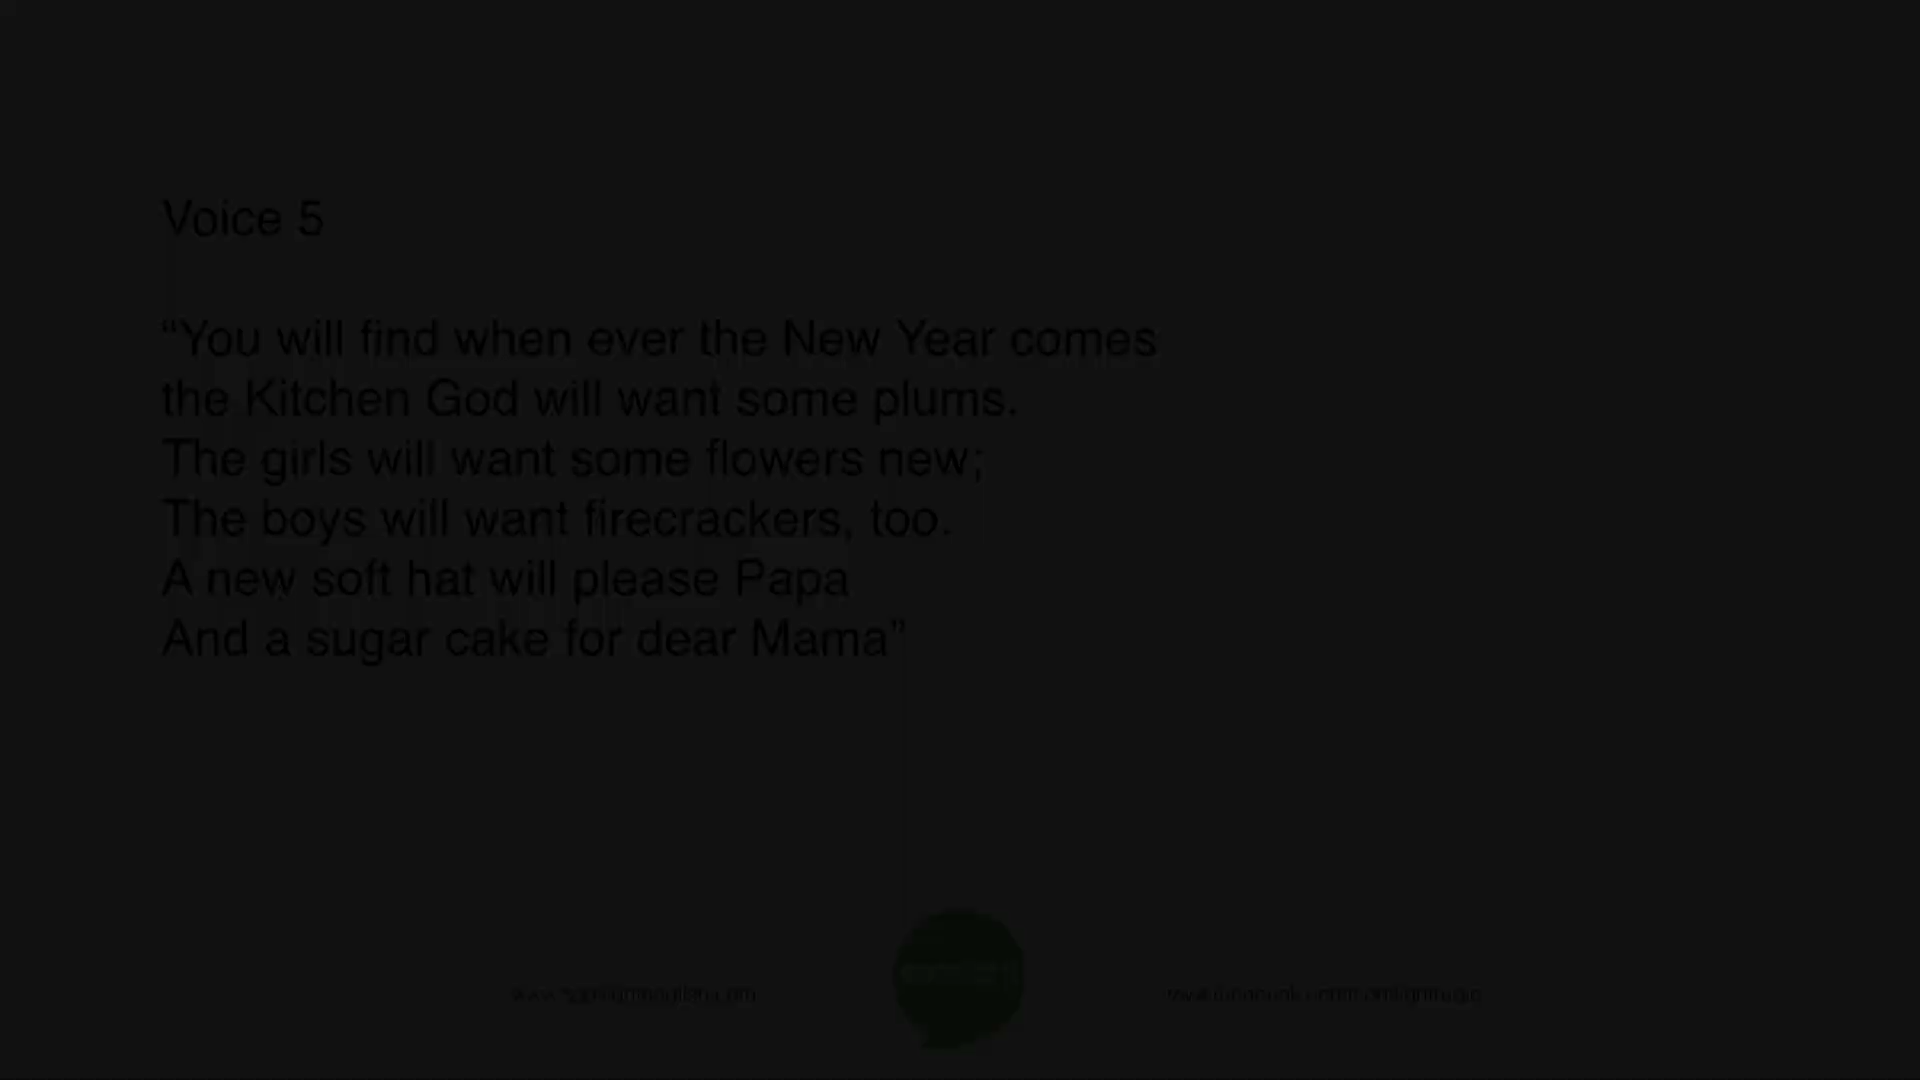 Voice 5
“You will find when ever the New Year comes
the Kitchen God will want some plums.
The girls will want some flowers new;
The boys will want firecrackers, too.
A new soft hat will please Papa
And a sugar cake for dear Mama”